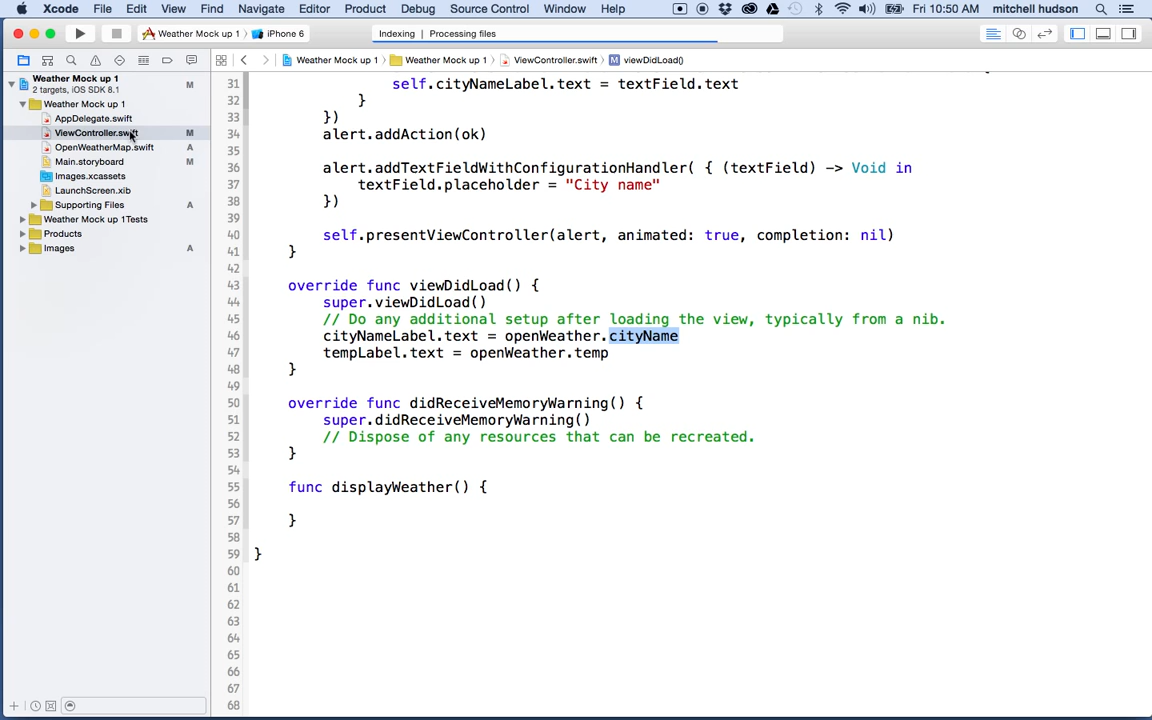 Xcode File Edit View Find Navigate Editor Product Debug Source Control Window Help Fri 10:50 AM mitchell hudson
Weather Mock up 1 iPhone 6 Indexing | Processing files
Weather Mock up 1 Weather Mock up 1 ViewController.swift M viewDidLoad()
Weather Mock up 1 M
2 targets, iOS SDK 8.1
Weather Mock up 1
AppDelegate.swift
ViewController.swift M
OpenWeatherMap.swift A
Main.storyboard M
Images.xcassets
LaunchScreen.xib
Supporting Files A
Weather Mock up 1Tests
Products
Images A
31 self.cityNameLabel.text = textField.text
32 }
33 })
34 alert.addAction(ok)
35
36 alert.addTextFieldWithConfigurationHandler( { (textField) -> Void in
37 textField.placeholder = "City name"
38 })
39
40 self.presentViewController(alert, animated: true, completion: nil)
41 }
42
43 override func viewDidLoad() {
44 super.viewDidLoad()
45 // Do any additional setup after loading the view, typically from a nib.
46 cityNameLabel.text = openWeather.cityName
47 tempLabel.text = openWeather.temp
48 }
49
50 override func didReceiveMemoryWarning() {
51 super.didReceiveMemoryWarning()
52 // Dispose of any resources that can be recreated.
53 }
54
55 func displayWeather() {
56
57 }
58
59 }
60
61
62
63
64
65
66
67
68